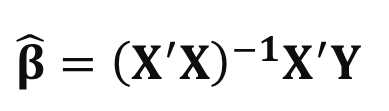 𝛃̂ = (𝐗′𝐗)⁻¹𝐗′𝐘